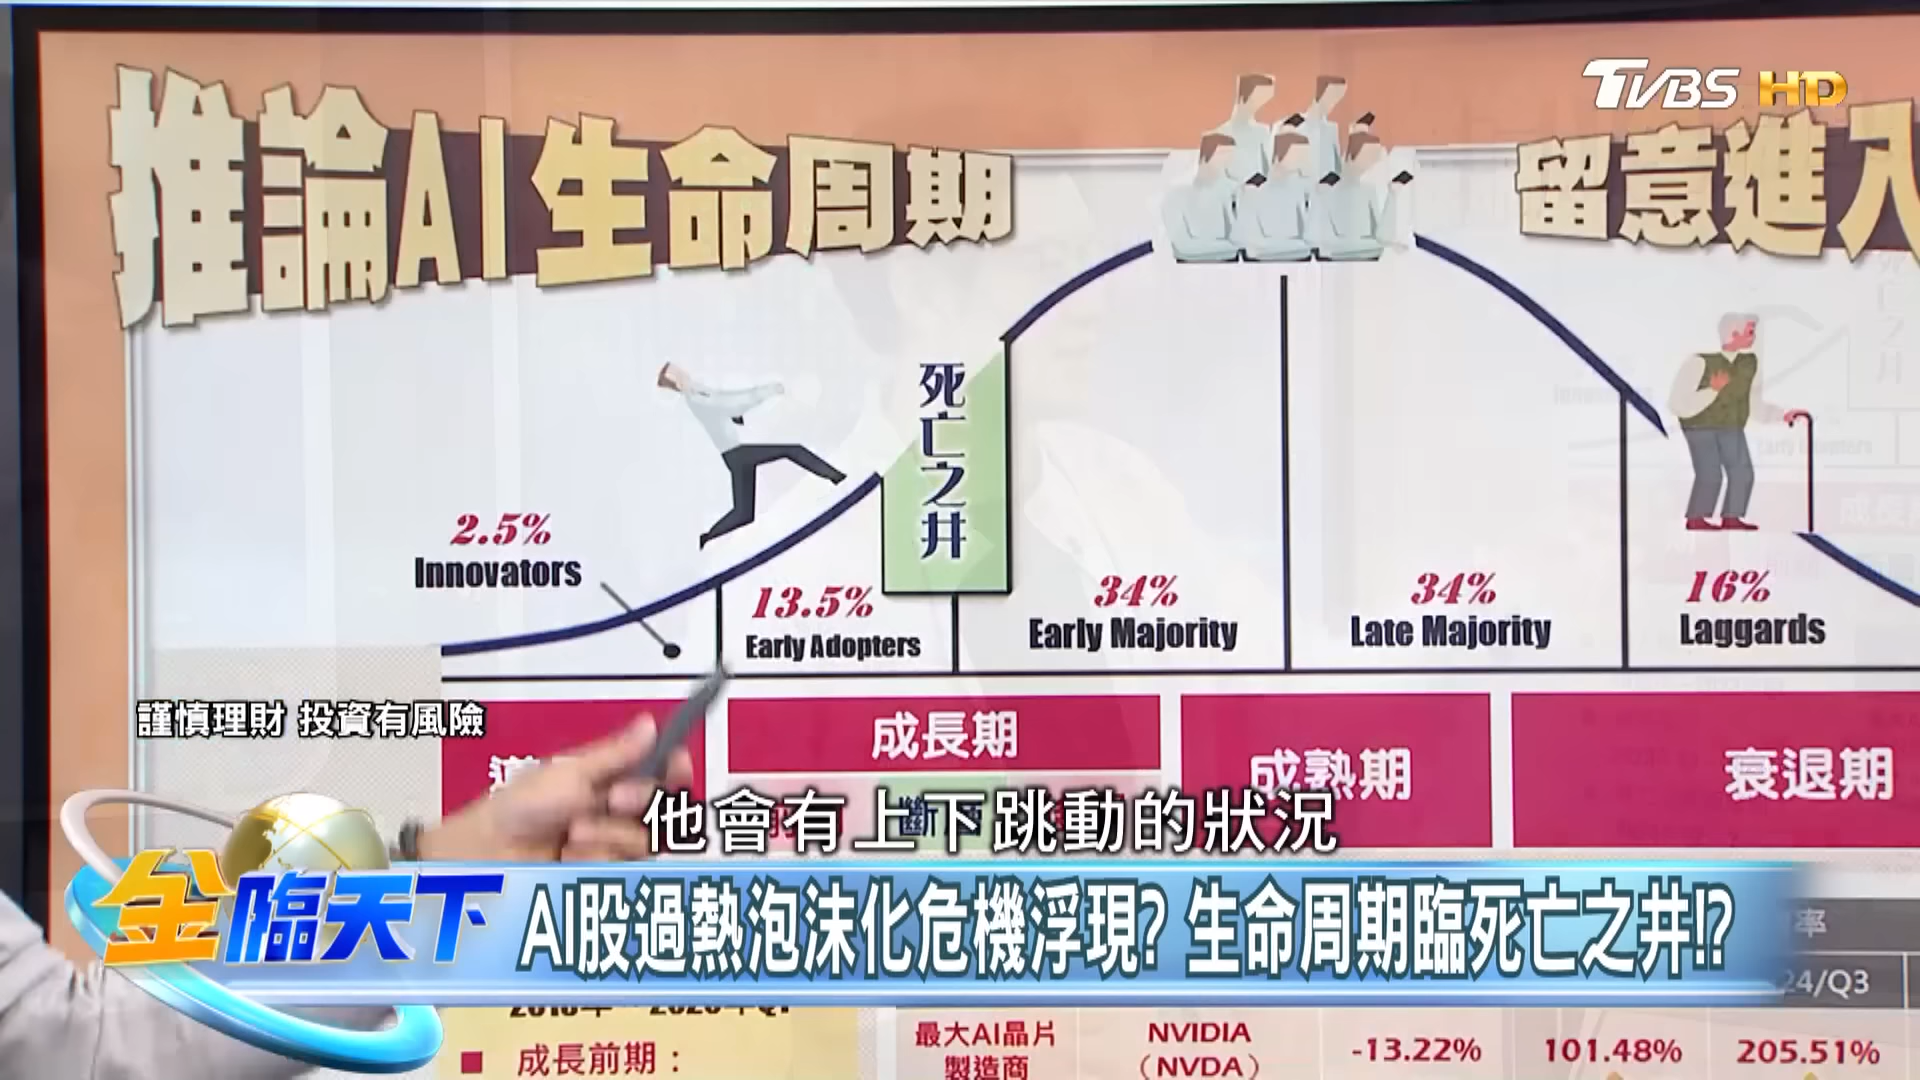 TVBS HD
推論AI生命周期
留意進入
死亡之井
2.5%
Innovators
13.5%
Early Adopters
34%
Early Majority
34%
Late Majority
16%
Laggards
謹慎理財 投資有風險
成長期
成熟期
衰退期
他會有上下跳動的狀況
金臨天下
AI股過熱泡沫化危機浮現? 生命周期臨死亡之井!?
率
24/Q3
成長前期：
最大AI晶片
製造商
NVIDIA
(NVDA)
-13.22%
101.48%
205.51%